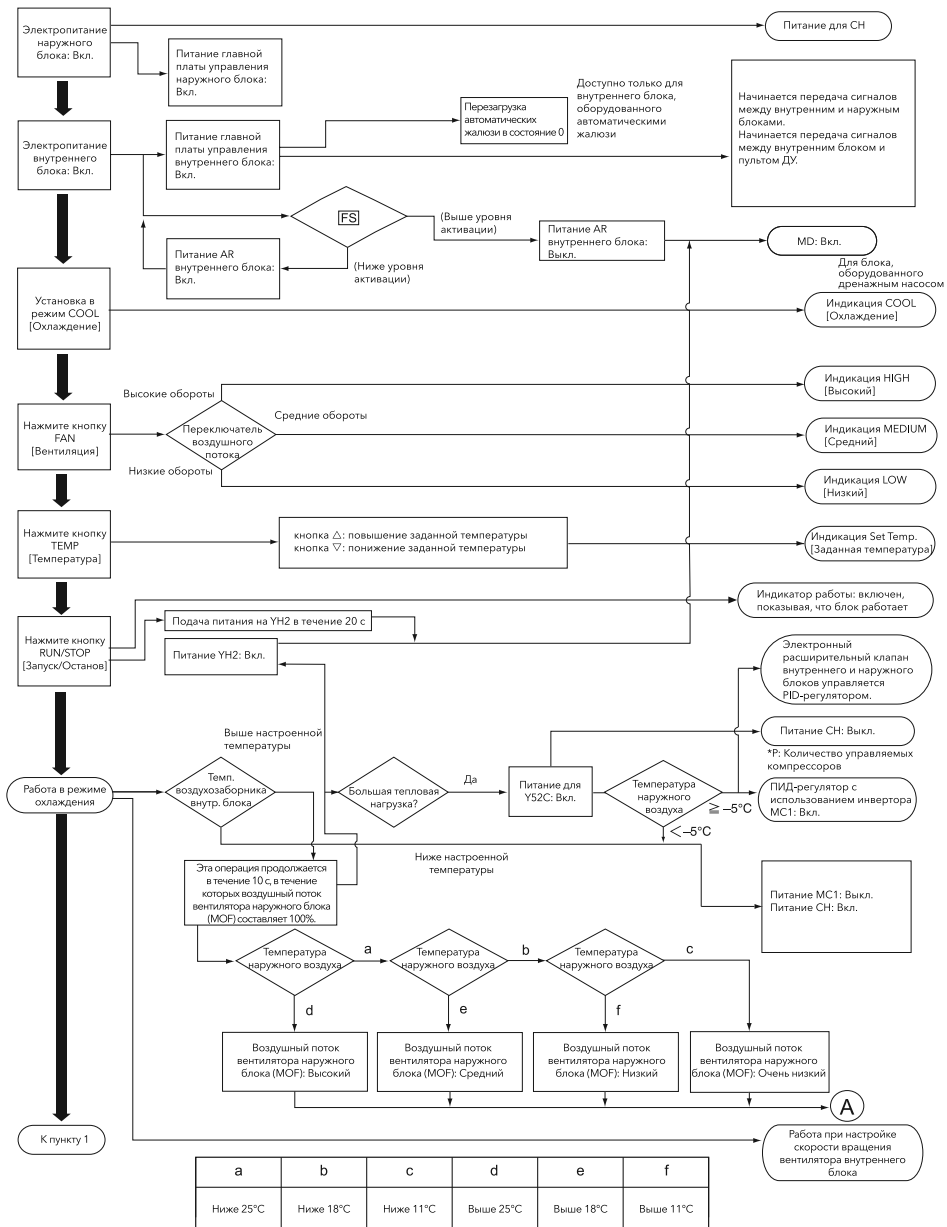 Электропитание
наружного
блока: Вкл.
Питание для CH
Питание главной
платы управления
наружного блока:
Вкл.
Электропитание
внутреннего
блока: Вкл.
Питание главной
платы управления
внутреннего блока:
Вкл.
Перезагрузка
автоматических
жалюзи в состояние 0
Доступно только для
внутреннего блока,
оборудованного
автоматическими
жалюзи
Начинается передача сигналов
между внутренним и наружным
блоками.
Начинается передача сигналов
между внутренним блоком и
пультом ДУ.
FS
(Выше уровня
активации)
Питание AR
внутреннего блока:
Выкл.
MD: Вкл.
Питание AR
внутреннего блока:
Вкл.
(Ниже уровня
активации)
Для блока,
оборудованного
дренажным насосом
Установка в
режим COOL
[Охлаждение]
Индикация COOL
[Охлаждение]
Нажмите кнопку
FAN
[Вентиляция]
Высокие обороты
Переключатель
воздушного
потока
Средние обороты
Низкие обороты
Индикация HIGH
[Высокий]
Индикация MEDIUM
[Средний]
Индикация LOW
[Низкий]
Нажмите кнопку
TEMP
[Температура]
кнопка △: повышение заданной температуры
кнопка ▽: понижение заданной температуры
Индикация Set Temp.
[Заданная температура]
Нажмите кнопку
RUN/STOP
[Запуск/Останов]
Индикатор работы: включен,
показывая, что блок работает
Подача питания на YH2 в течение 20 с
Питание YH2: Вкл.
Электронный
расширительный клапан
внутреннего и наружного
блоков управляется
PID-регулятором.
Выше настроенной
температуры
Питание CH: Выкл.
*P: Количество управляемых
компрессоров
Работа в режиме
охлаждения
Темп.
воздухозаборника
внутр. блока
Большая тепловая
нагрузка?
Да
Питание для
Y52C: Вкл.
Температура
наружного
воздуха
≧ –5°C
< –5°C
ПИД-регулятор с
использованием инвертора
MC1: Вкл.
Ниже настроенной
температуры
Эта операция продолжается
в течение 10 с, в течение
которых воздушный поток
вентилятора наружного блока
(MOF) составляет 100%.
Питание MC1: Выкл.
Питание CH: Вкл.
Температура
наружного воздуха
a
Температура
наружного воздуха
b
Температура
наружного воздуха
c
d
e
f
Воздушный поток
вентилятора наружного
блока (MOF): Высокий
Воздушный поток
вентилятора наружного
блока (MOF): Средний
Воздушный поток
вентилятора наружного
блока (MOF): Низкий
Воздушный поток
вентилятора наружного
блока (MOF): Очень низкий
A
К пункту 1
Работа при настройке
скорости вращения
вентилятора внутреннего
блока
a b c d e f
Ниже 25°C Ниже 18°C Ниже 11°C Выше 25°C Выше 18°C Выше 11°C